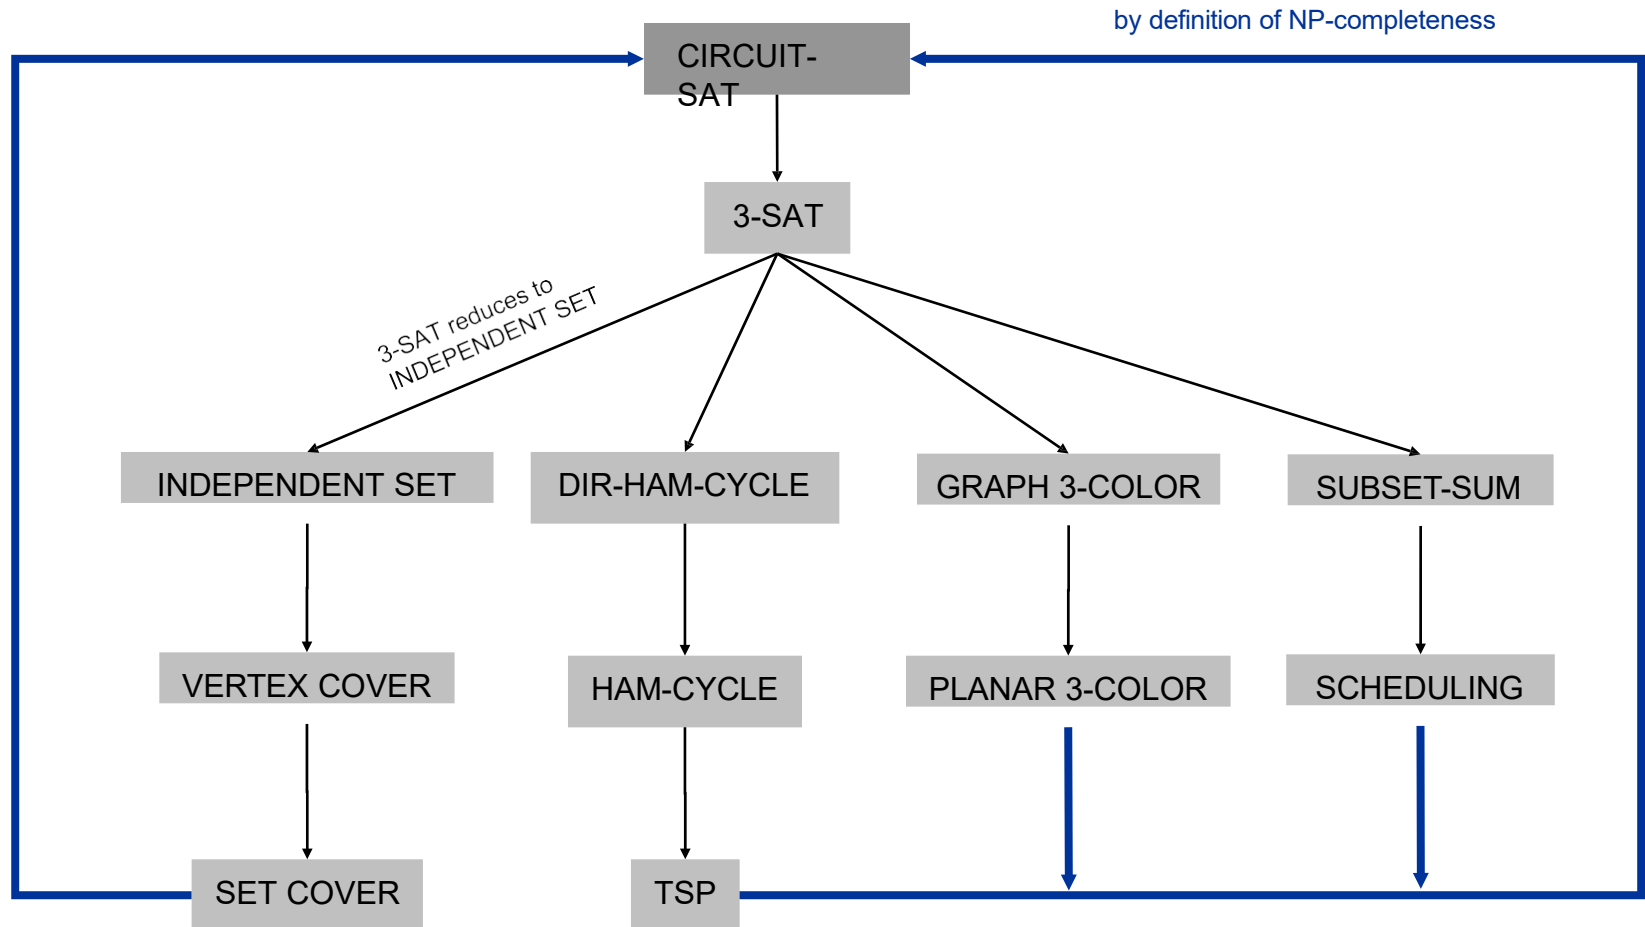 by definition of NP-completeness
CIRCUIT-
SAT
3-SAT
3-SAT reduces to
INDEPENDENT SET
INDEPENDENT SET
DIR-HAM-CYCLE
GRAPH 3-COLOR
SUBSET-SUM
VERTEX COVER
HAM-CYCLE
PLANAR 3-COLOR
SCHEDULING
SET COVER
TSP